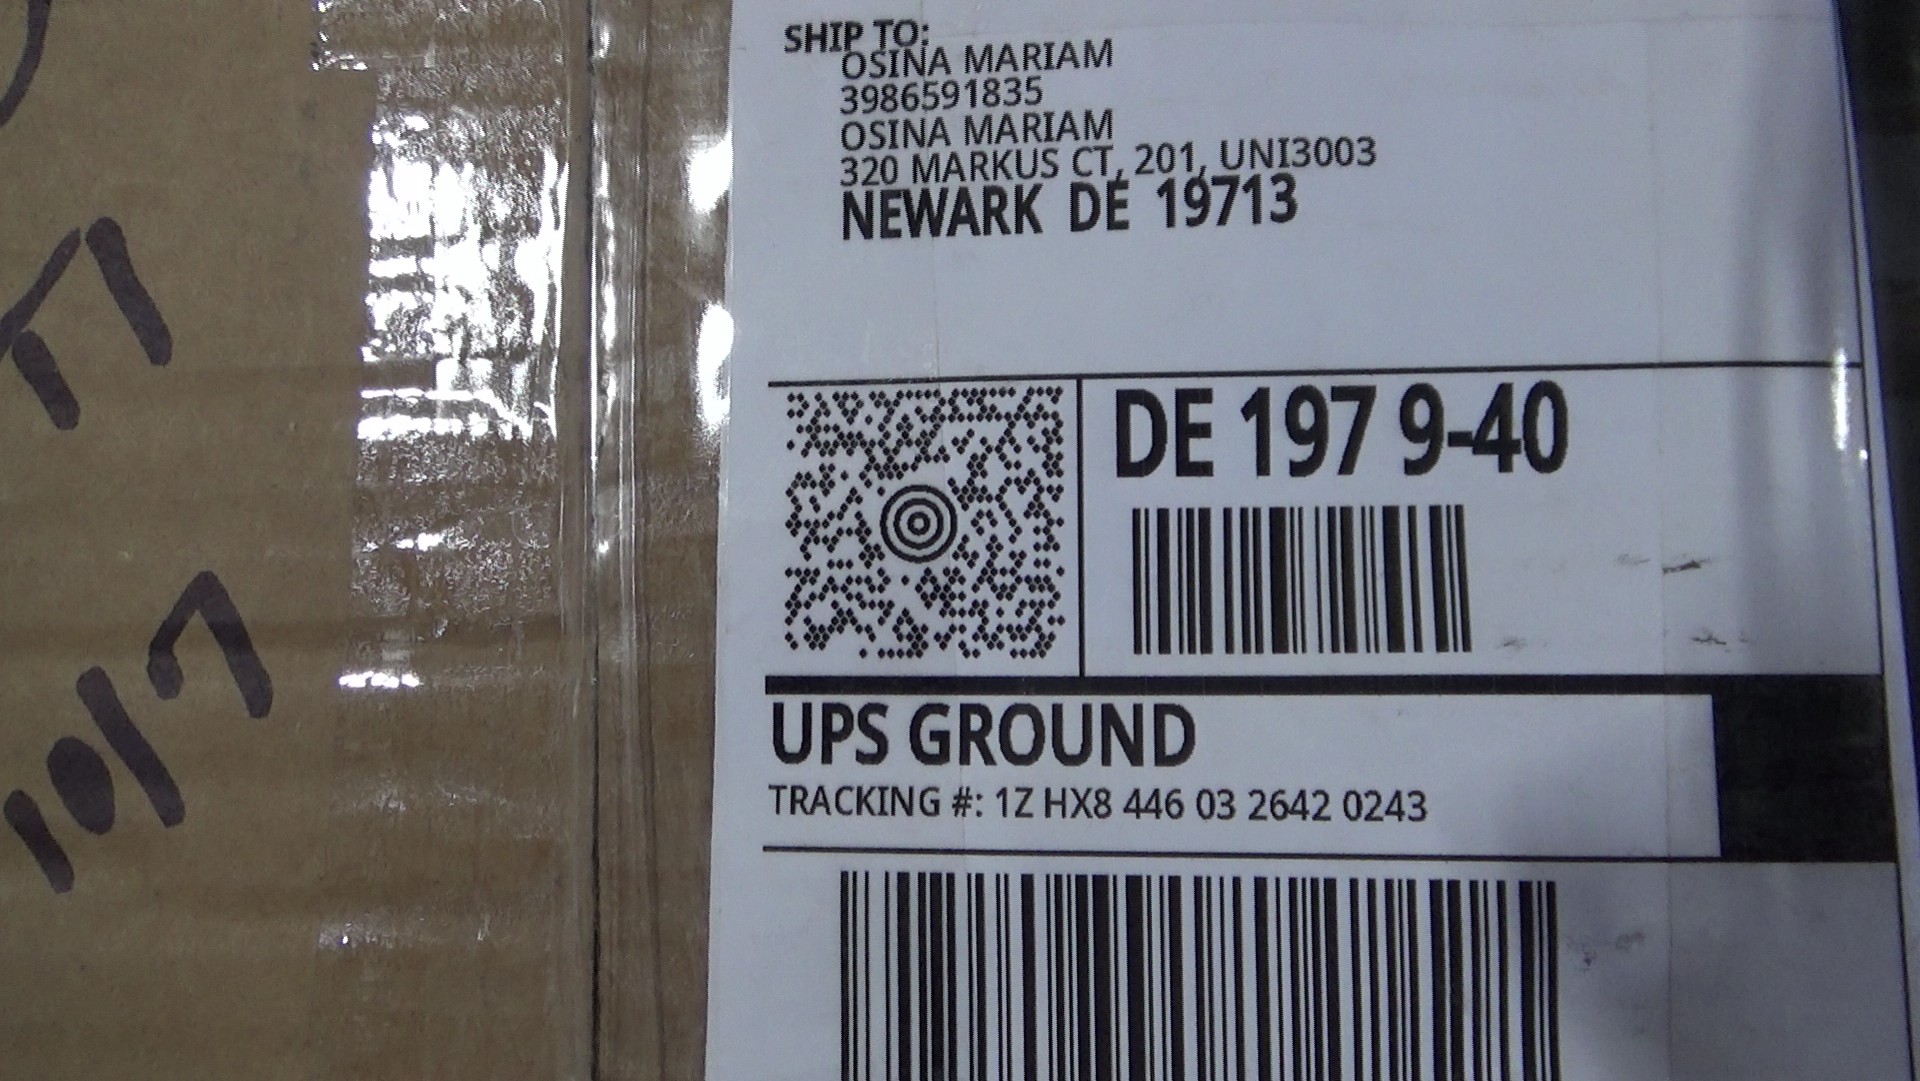 SHIP TO:
OSINA MARIAM
3986591835
OSINA MARIAM
320 MARKUS CT, 201, UNI3003
NEWARK DE 19713
DE 197 9-40
UPS GROUND
TRACKING #: 1Z HX8 446 03 2642 0243